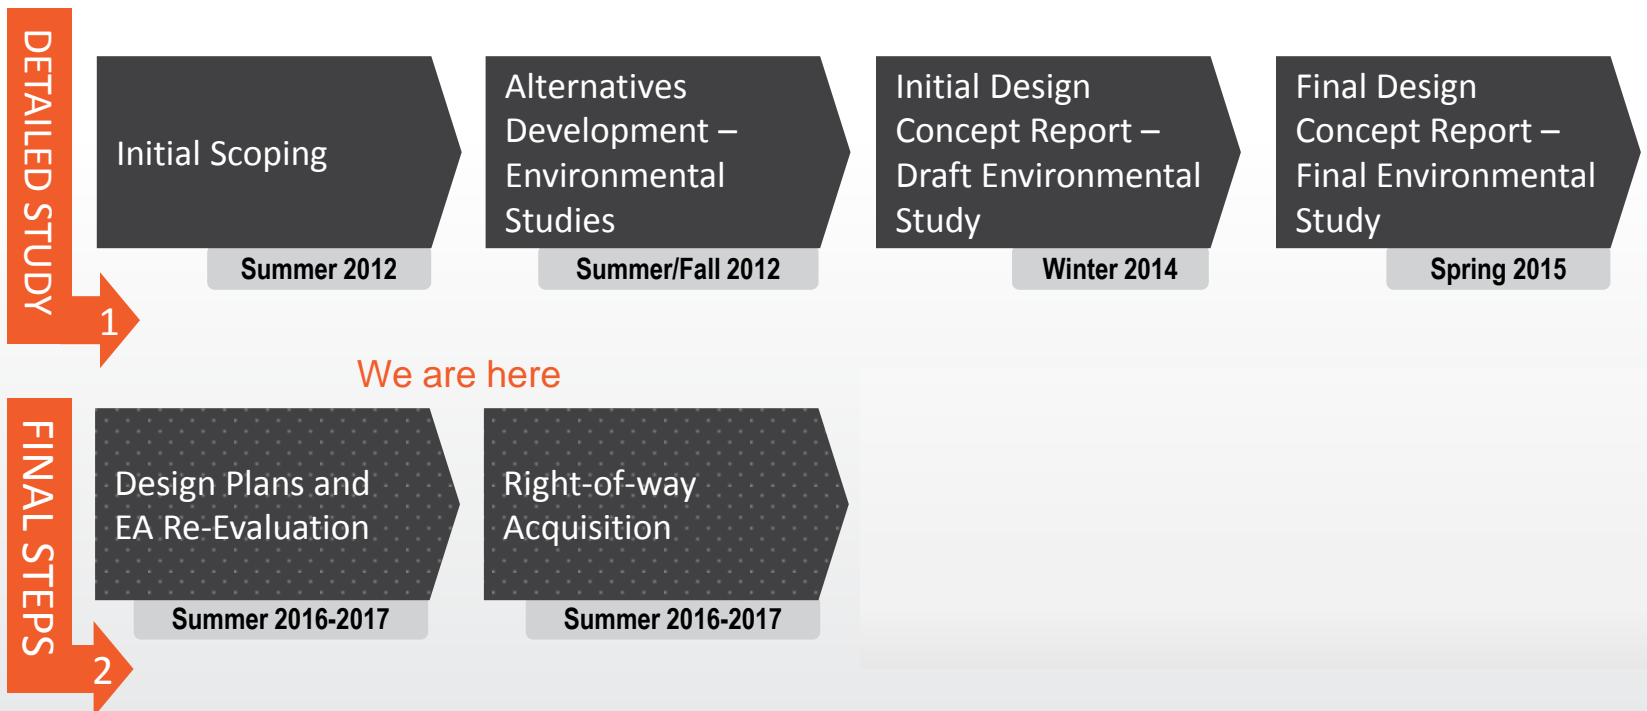 DETAILED STUDY
1
Initial Scoping
Summer 2012
Alternatives
Development –
Environmental
Studies
Summer/Fall 2012
Initial Design
Concept Report –
Draft Environmental
Study
Winter 2014
Final Design
Concept Report –
Final Environmental
Study
Spring 2015
We are here
FINAL STEPS
2
Design Plans and
EA Re-Evaluation
Summer 2016-2017
Right-of-way
Acquisition
Summer 2016-2017